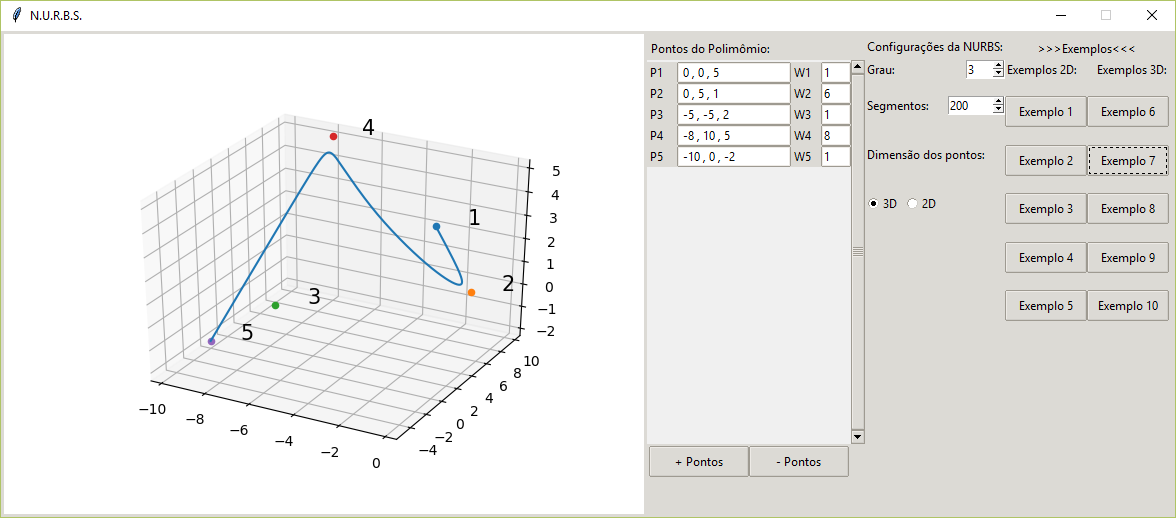 N.U.R.B.S.
4
1
2
3
5
5
4
3
2
1
0
−1
−2
10
8
6
4
2
0
−2
−4
−10
−8
−6
−4
−2
0
Pontos do Polimômio:
P1 0 , 0 , 5 W1 1
P2 0 , 5 , 1 W2 6
P3 -5 , -5 , 2 W3 1
P4 -8 , 10 , 5 W4 8
P5 -10 , 0 , -2 W5 1
+ Pontos - Pontos
Configurações da NURBS:
Grau: 3
Segmentos: 200
Dimensão dos pontos:
3D 2D
>>>Exemplos<<<
Exemplos 2D: Exemplos 3D:
Exemplo 1 Exemplo 6
Exemplo 2 Exemplo 7
Exemplo 3 Exemplo 8
Exemplo 4 Exemplo 9
Exemplo 5 Exemplo 10